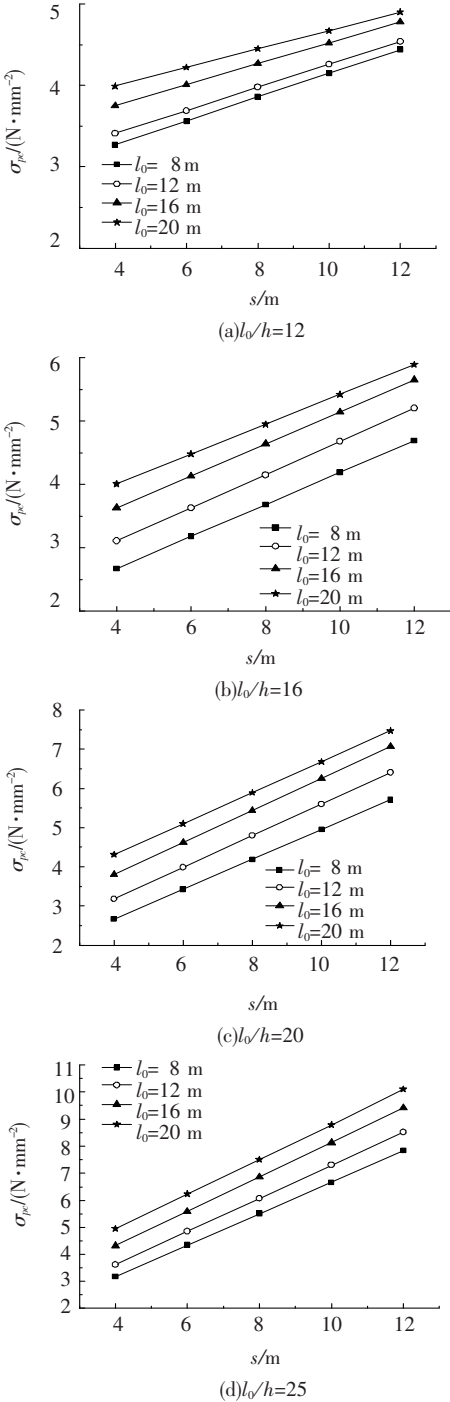 5
4
3
2
σpc/(N·mm−2)
l0= 8 m
l0=12 m
l0=16 m
l0=20 m
4 6 8 10 12
s/m
(a)l0/h=12
6
5
4
3
2
σpc/(N·mm−2)
l0= 8 m
l0=12 m
l0=16 m
l0=20 m
4 6 8 10 12
s/m
(b)l0/h=16
8
7
6
5
4
3
2
σpc/(N·mm−2)
l0= 8 m
l0=12 m
l0=16 m
l0=20 m
4 6 8 10 12
s/m
(c)l0/h=20
11
10
9
8
7
6
5
4
3
2
σpc/(N·mm−2)
l0= 8 m
l0=12 m
l0=16 m
l0=20 m
4 6 8 10 12
s/m
(d)l0/h=25